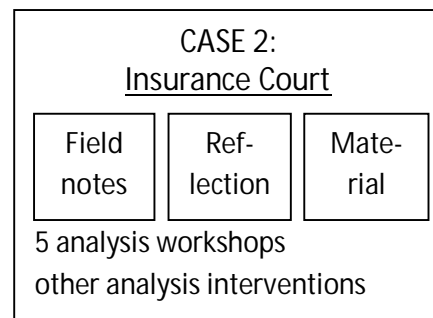 CASE 2:
Insurance Court
Field
notes
Ref-
lection
Mate-
rial
5 analysis workshops
other analysis interventions